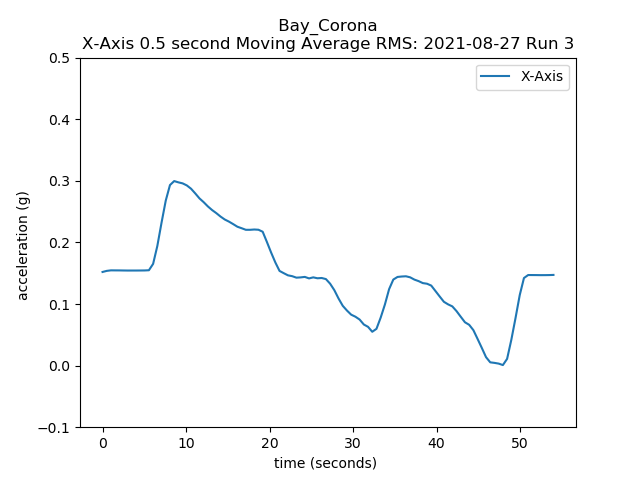 Bay_Corona
X-Axis 0.5 second Moving Average RMS: 2021-08-27 Run 3
X-Axis
acceleration (g)
0.5
0.4
0.3
0.2
0.1
0.0
−0.1
0 10 20 30 40 50
time (seconds)